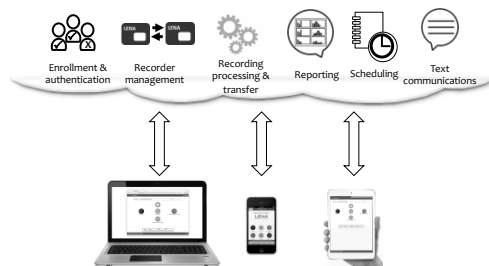 LENA
LENA
X
Enrollment &
authentication
Recorder
management
Recording
processing &
transfer
Reporting
Scheduling
Text
communications
LENA